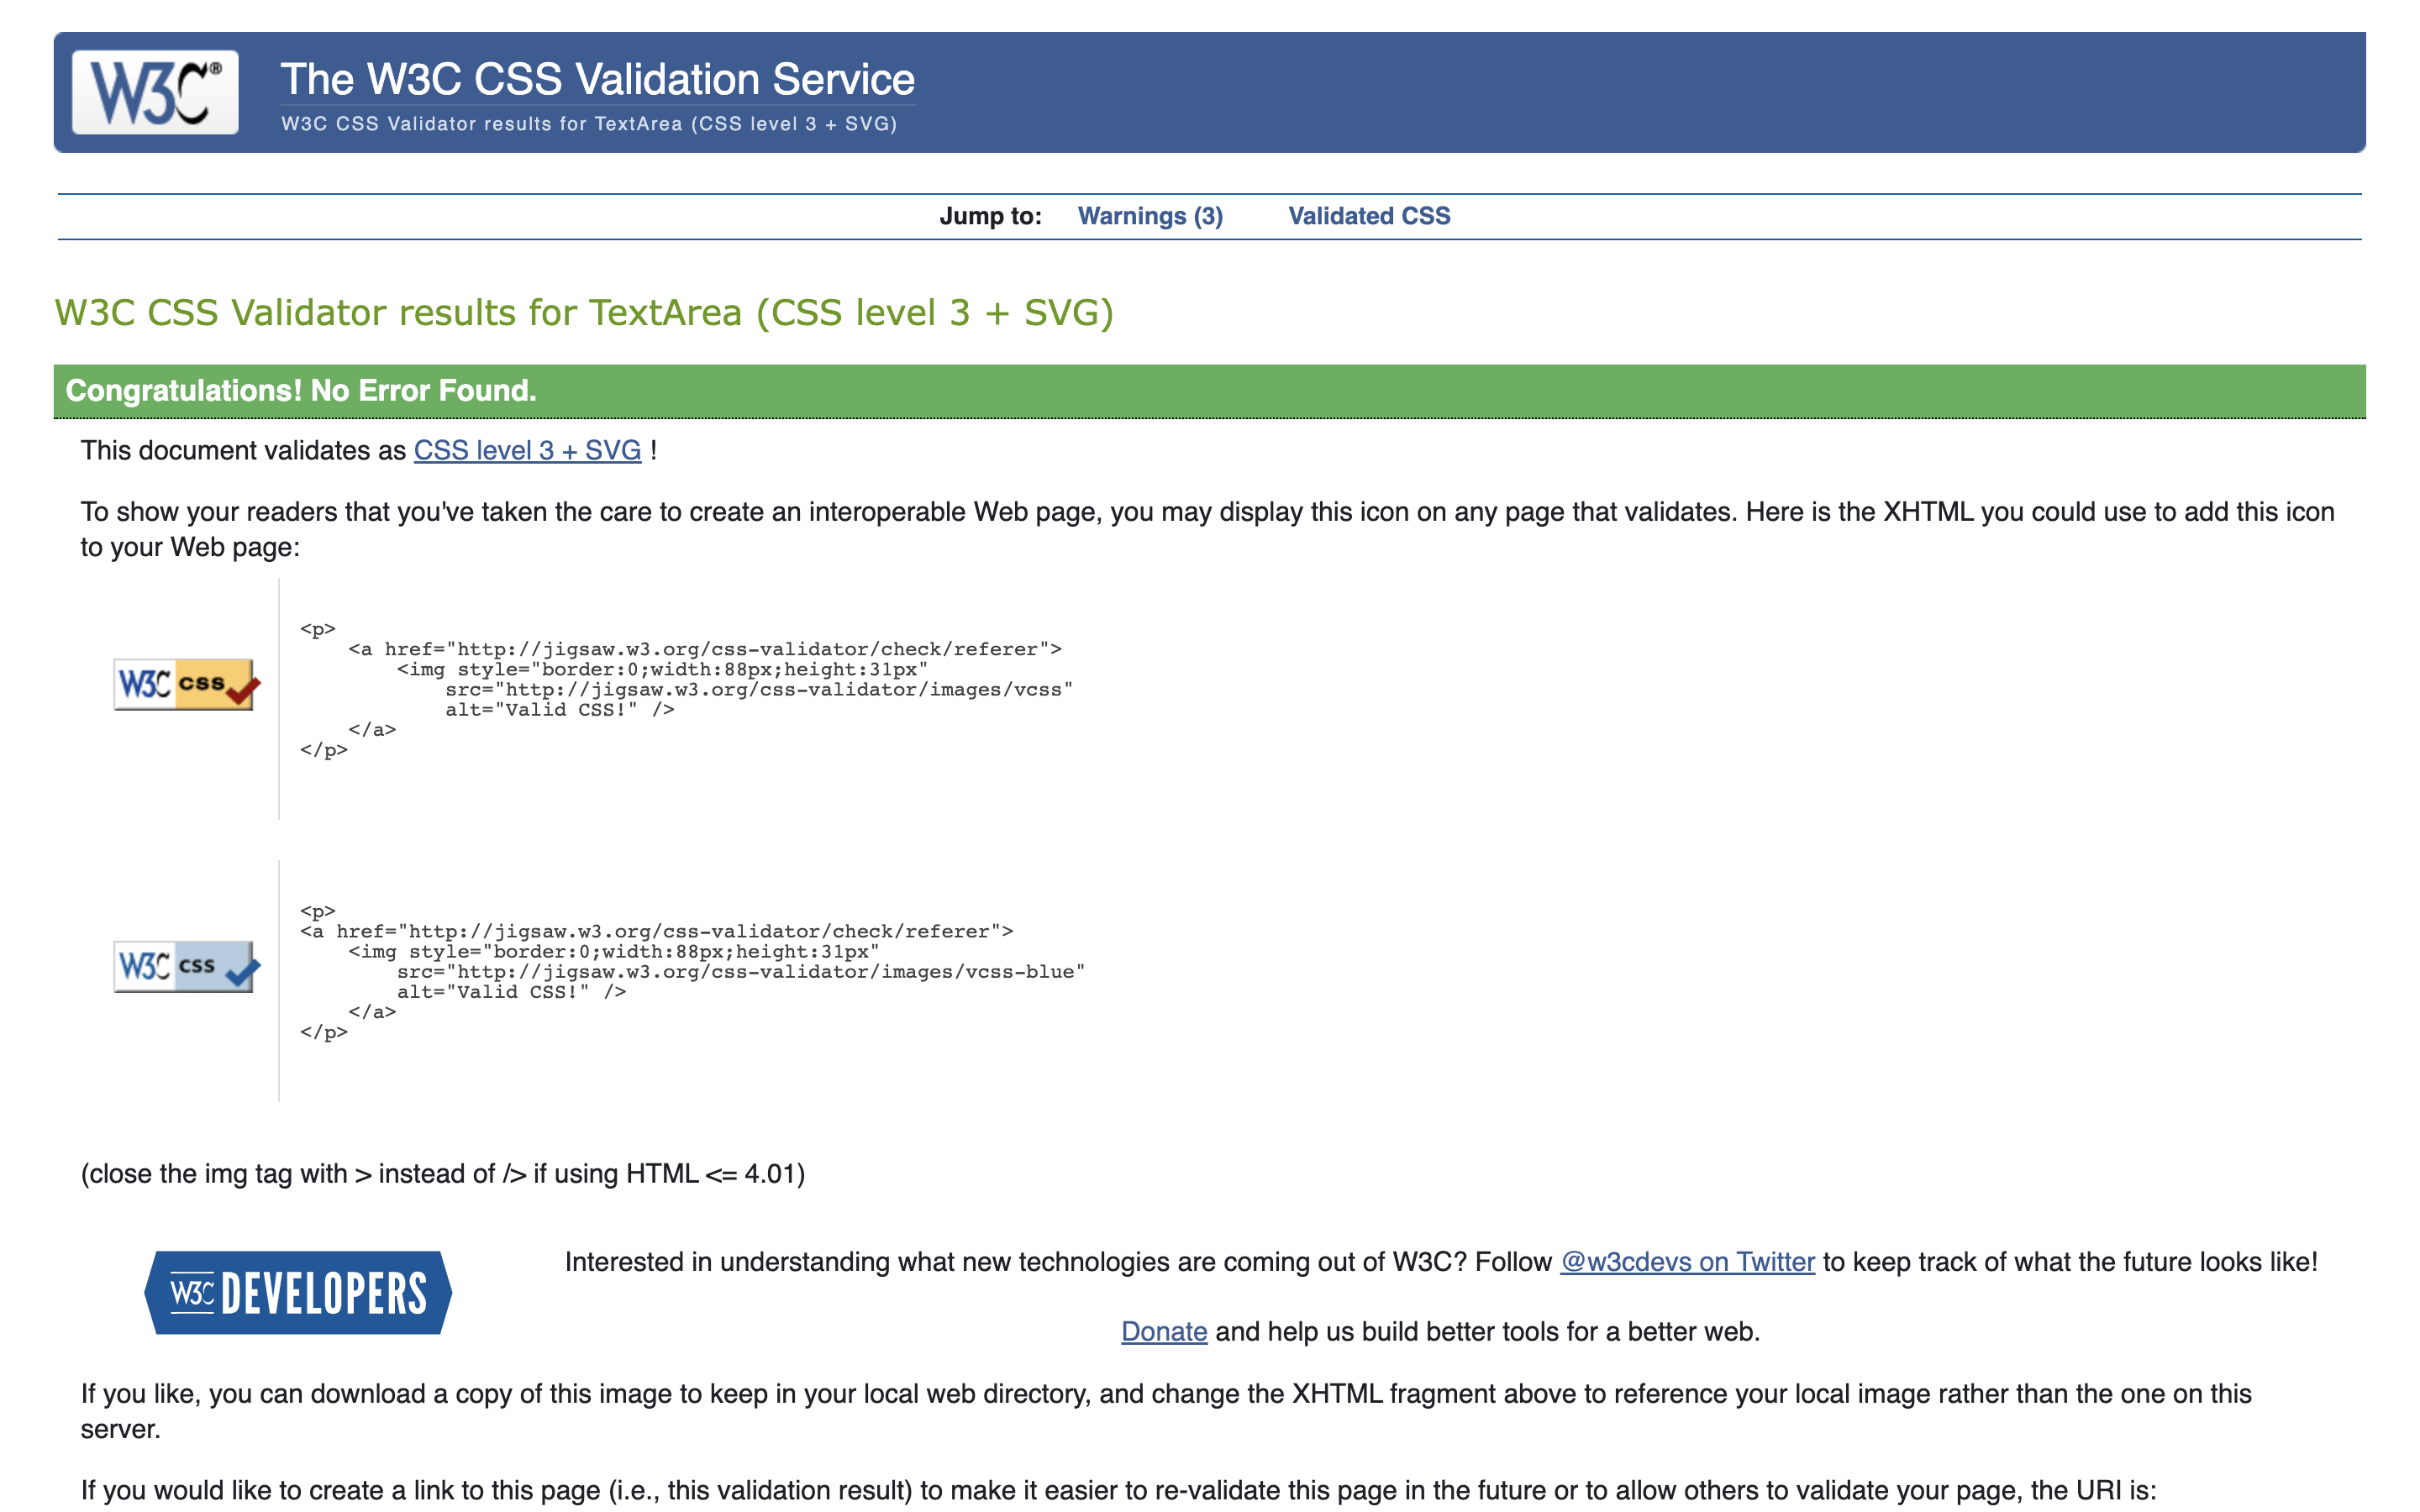 W3C®
The W3C CSS Validation Service
W3C CSS Validator results for TextArea (CSS level 3 + SVG)
Jump to: Warnings (3) Validated CSS
W3C CSS Validator results for TextArea (CSS level 3 + SVG)
Congratulations! No Error Found.
This document validates as CSS level 3 + SVG !
To show your readers that you've taken the care to create an interoperable Web page, you may display this icon on any page that validates. Here is the XHTML you could use to add this icon
to your Web page:
W3C css
<p>
    <a href="http://jigsaw.w3.org/css-validator/check/referer">
        <img style="border:0;width:88px;height:31px"
            src="http://jigsaw.w3.org/css-validator/images/vcss"
            alt="Valid CSS!" />
    </a>
</p>
W3C css
<p>
<a href="http://jigsaw.w3.org/css-validator/check/referer">
    <img style="border:0;width:88px;height:31px"
        src="http://jigsaw.w3.org/css-validator/images/vcss-blue"
        alt="Valid CSS!" />
    </a>
</p>
(close the img tag with > instead of /> if using HTML <= 4.01)
W3C DEVELOPERS
Interested in understanding what new technologies are coming out of W3C? Follow @w3cdevs on Twitter to keep track of what the future looks like!
Donate and help us build better tools for a better web.
If you like, you can download a copy of this image to keep in your local web directory, and change the XHTML fragment above to reference your local image rather than the one on this
server.
If you would like to create a link to this page (i.e., this validation result) to make it easier to re-validate this page in the future or to allow others to validate your page, the URI is: